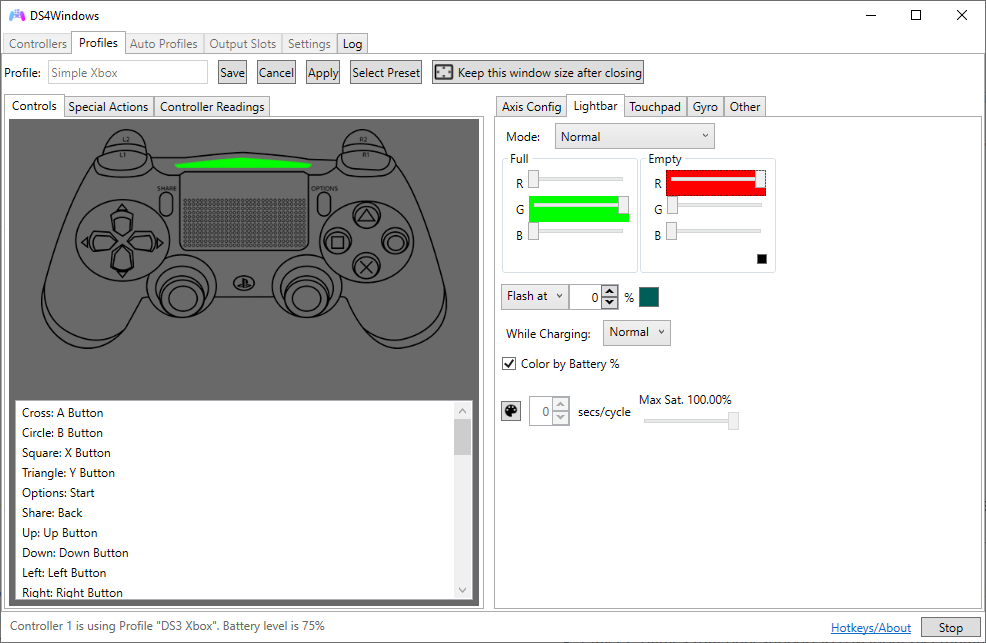 DS4Windows
Controllers Profiles Auto Profiles Output Slots Settings Log
Profile: Simple Xbox Save Cancel Apply Select Preset Keep this window size after closing
Controls Special Actions Controller Readings
L2 R2
L1 R1
SHARE OPTIONS
Cross: A Button
Circle: B Button
Square: X Button
Triangle: Y Button
Options: Start
Share: Back
Up: Up Button
Down: Down Button
Left: Left Button
Right: Right Button
Axis Config Lightbar Touchpad Gyro Other
Mode: Normal
Full Empty
R R
G G
B B
Flash at 0 %
While Charging: Normal
Color by Battery %
Max Sat. 100.00%
0 secs/cycle
Controller 1 is using Profile "DS3 Xbox". Battery level is 75% Hotkeys/About Stop